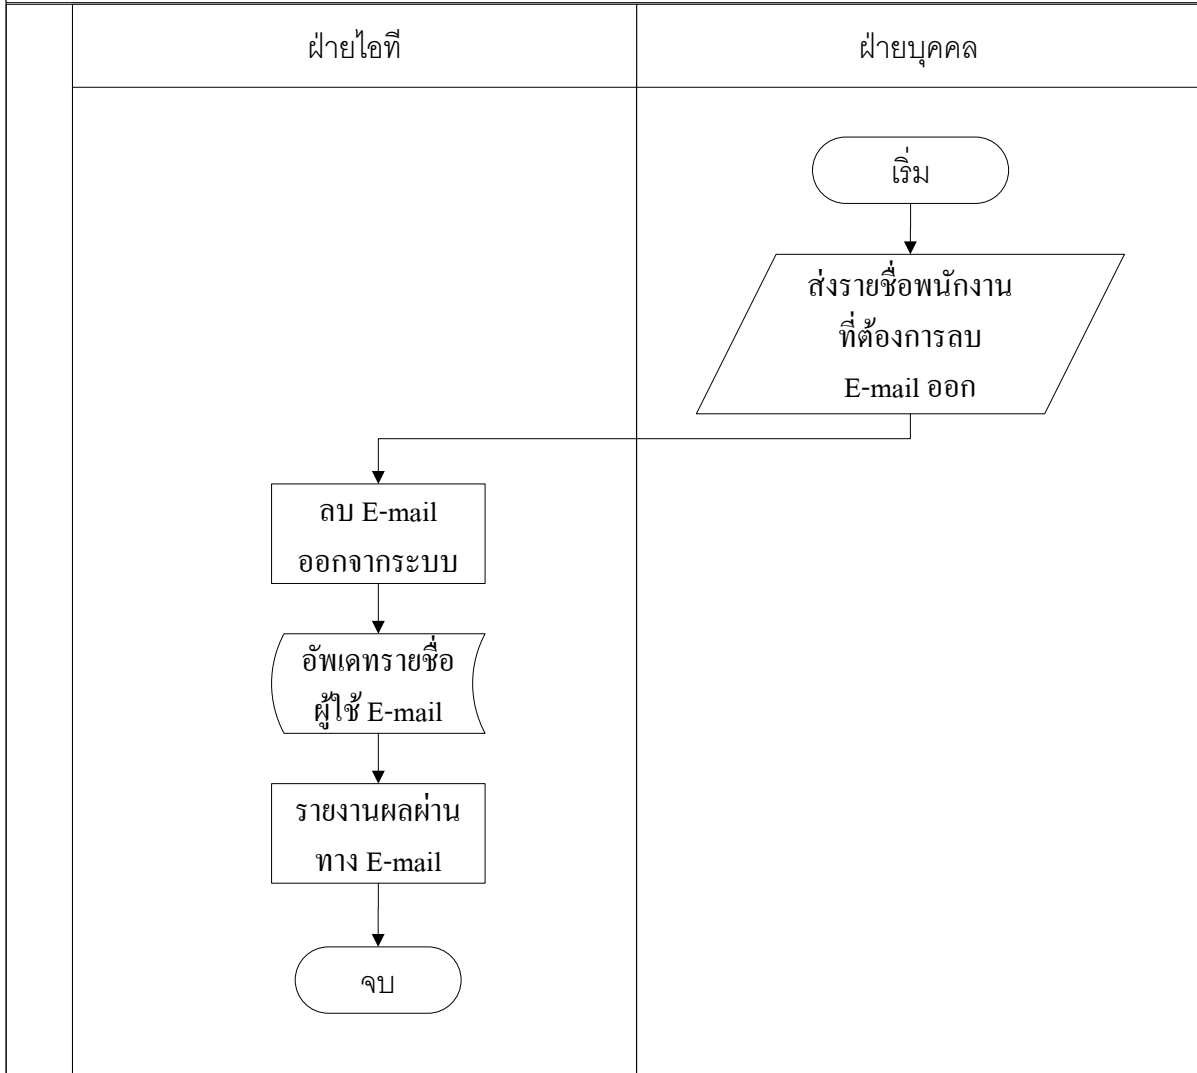 ฝ่ายไอที
ฝ่ายบุคคล
เริ่ม
ส่งรายชื่อพนักงาน
ที่ต้องการลบ
E-mail ออก
ลบ E-mail
ออกจากระบบ
อัพเดทรายชื่อ
ผู้ใช้ E-mail
รายงานผลผ่าน
ทาง E-mail
จบ